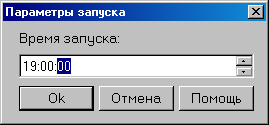 Параметры запуска
Время запуска:
19:00:00
Ok Отмена Помощь